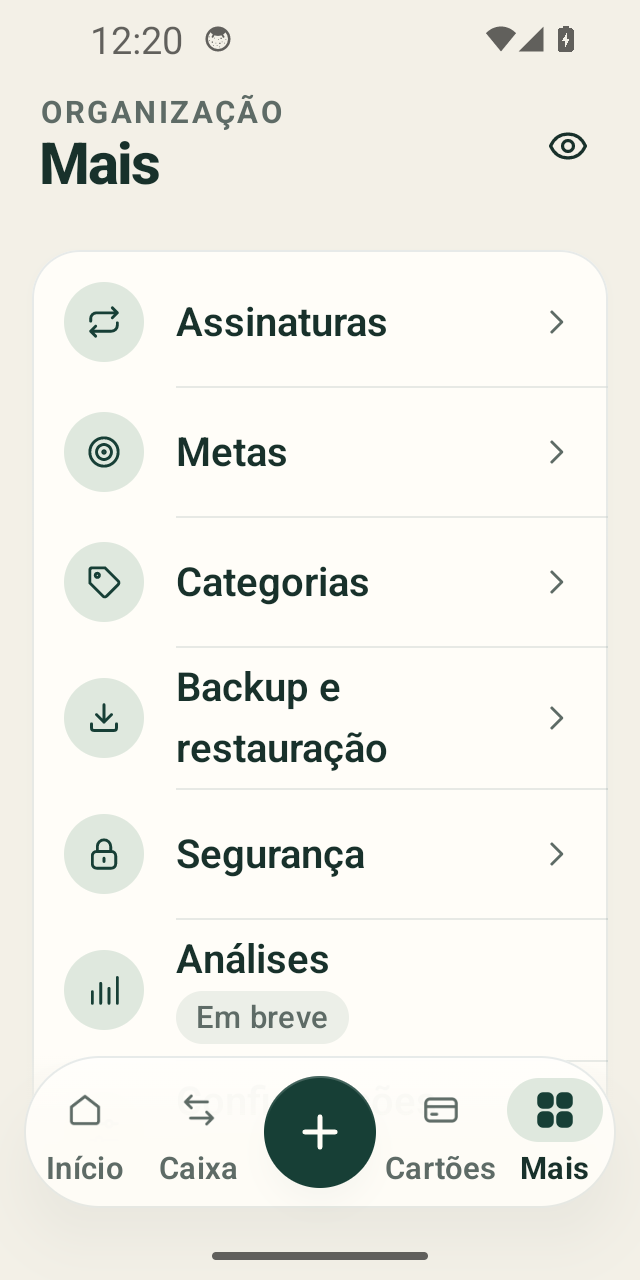 12:20
ORGANIZAÇÃO
Mais
Assinaturas
Metas
Categorias
Backup e
restauração
Segurança
Análises
Em breve
Início
Caixa
Cartões
Mais